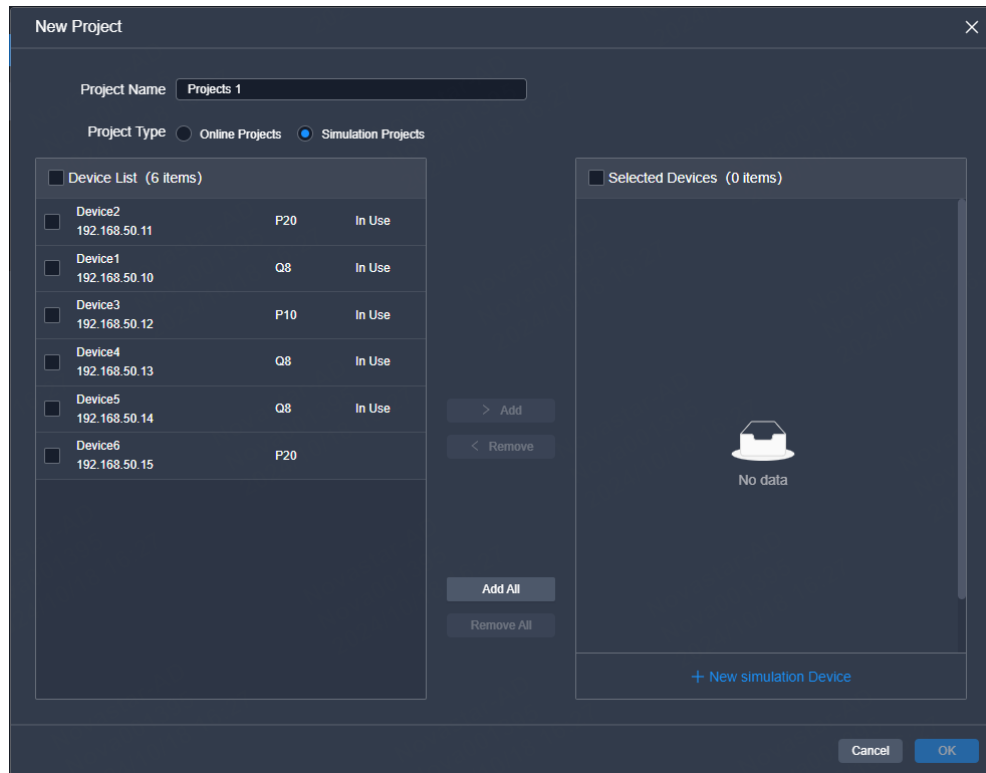 New Project
Project Name Projects 1
Project Type Online Projects Simulation Projects
Device List (6 items)
Device2
192.168.50.11
P20 In Use
Device1
192.168.50.10
Q8 In Use
Device3
192.168.50.12
P10 In Use
Device4
192.168.50.13
Q8 In Use
Device5
192.168.50.14
Q8 In Use
Device6
192.168.50.15
P20
> Add
< Remove
Add All
Remove All
Selected Devices (0 items)
No data
+ New simulation Device
Cancel OK